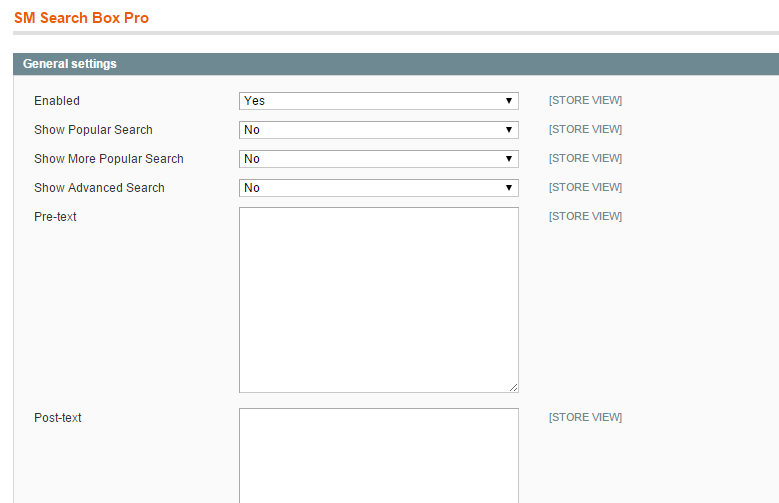 SM Search Box Pro
General settings
Enabled Yes [STORE VIEW]
Show Popular Search No [STORE VIEW]
Show More Popular Search No [STORE VIEW]
Show Advanced Search No [STORE VIEW]
Pre-text [STORE VIEW]
Post-text [STORE VIEW]